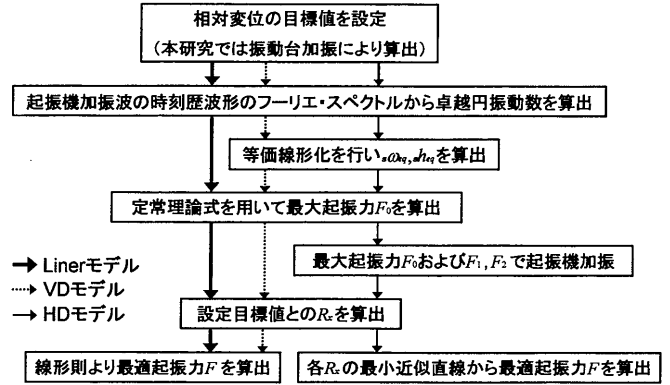 相対変位の目標値を設定
(本研究では振動台加振により算出)
起振機加振波の時刻歴波形のフーリエ・スペクトルから卓越円振動数を算出
等価線形化を行い sωeq, sheqを算出
定常理論式を用いて最大起振力F₀を算出
最大起振力F₀およびF₁, F₂で起振機加振
Linerモデル
VDモデル
HDモデル
設定目標値とのRxを算出
線形則より最適起振力Fを算出
各Rxの最小近似直線から最適起振力Fを算出